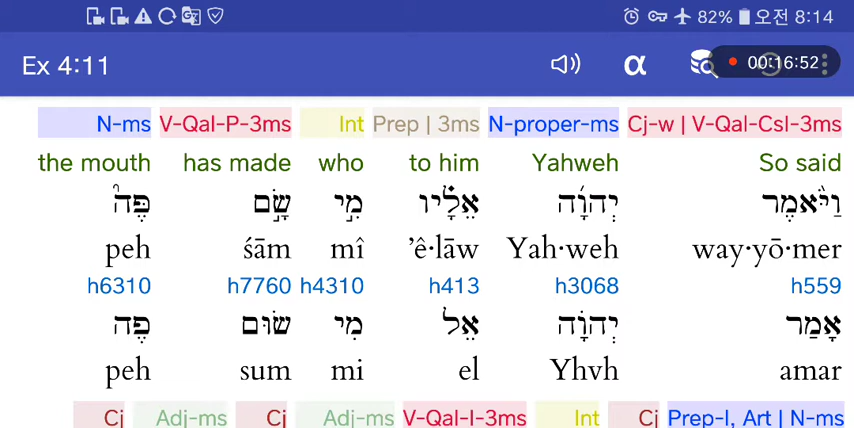 82% 오전 8:14
Ex 4:11 α 00:16:52
N-ms V-Qal-P-3ms Int Prep | 3ms N-proper-ms Cj-w | V-Qal-CsI-3ms
the mouth has made who to him Yahweh So said
וַיֹּ֨אמֶר יְהוָ֜ה אֵלָ֗יו מִ֣י שָׂ֣ם פֶּה֮
peh śām mî ’ê·lāw Yah·weh way·yō·mer
h6310 h7760 h4310 h413 h3068 h559
אָמַר יְהוָֹה אֵל מִי שׂוּם פֶּה
peh sum mi el Yhvh amar
Cj Adj-ms Cj Adj-ms V-Qal-I-3ms Int Cj Prep-l, Art | N-ms